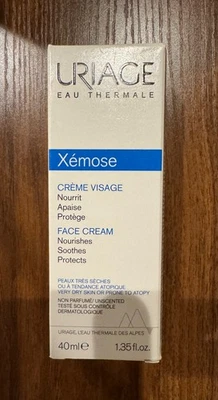 URIAGE
EAU THERMALE
Xémose
CRÈME VISAGE
Nourrit
Apaise
Protège
FACE CREAM
Nourishes
Soothes
Protects
PEAUX TRÈS SÈCHES
OU À TENDANCE ATOPIQUE
VERY DRY SKIN OR PRONE TO ATOPY
NON PARFUMÉ/ UNSCENTED
TESTÉ SOUS CONTRÔLE
DERMATOLOGIQUE
URIAGE, L'EAU THERMALE DES ALPES
40ml℮ 1,35fl.oz.